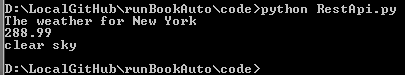 D:\LocalGitHub\runBookAuto\code>python RestApi.py
The weather for New York
288.99
clear sky

D:\LocalGitHub\runBookAuto\code>